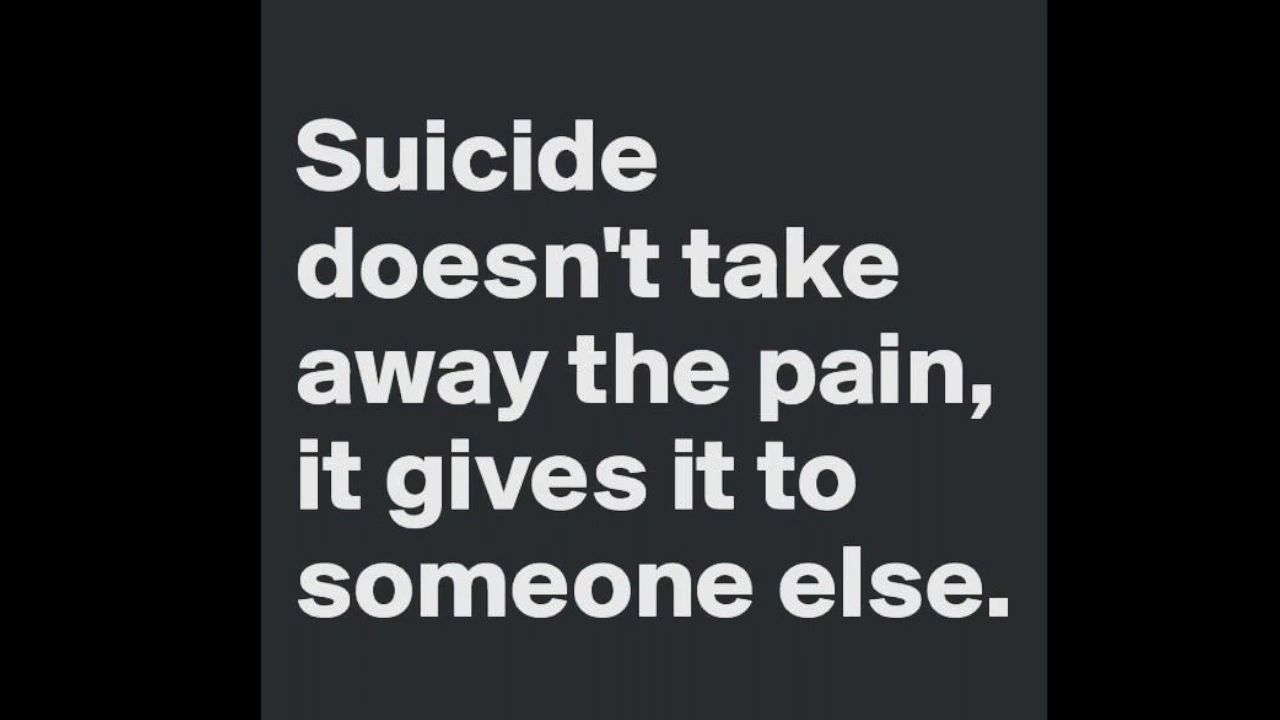 Suicide
doesn't take
away the pain,
it gives it to
someone else.